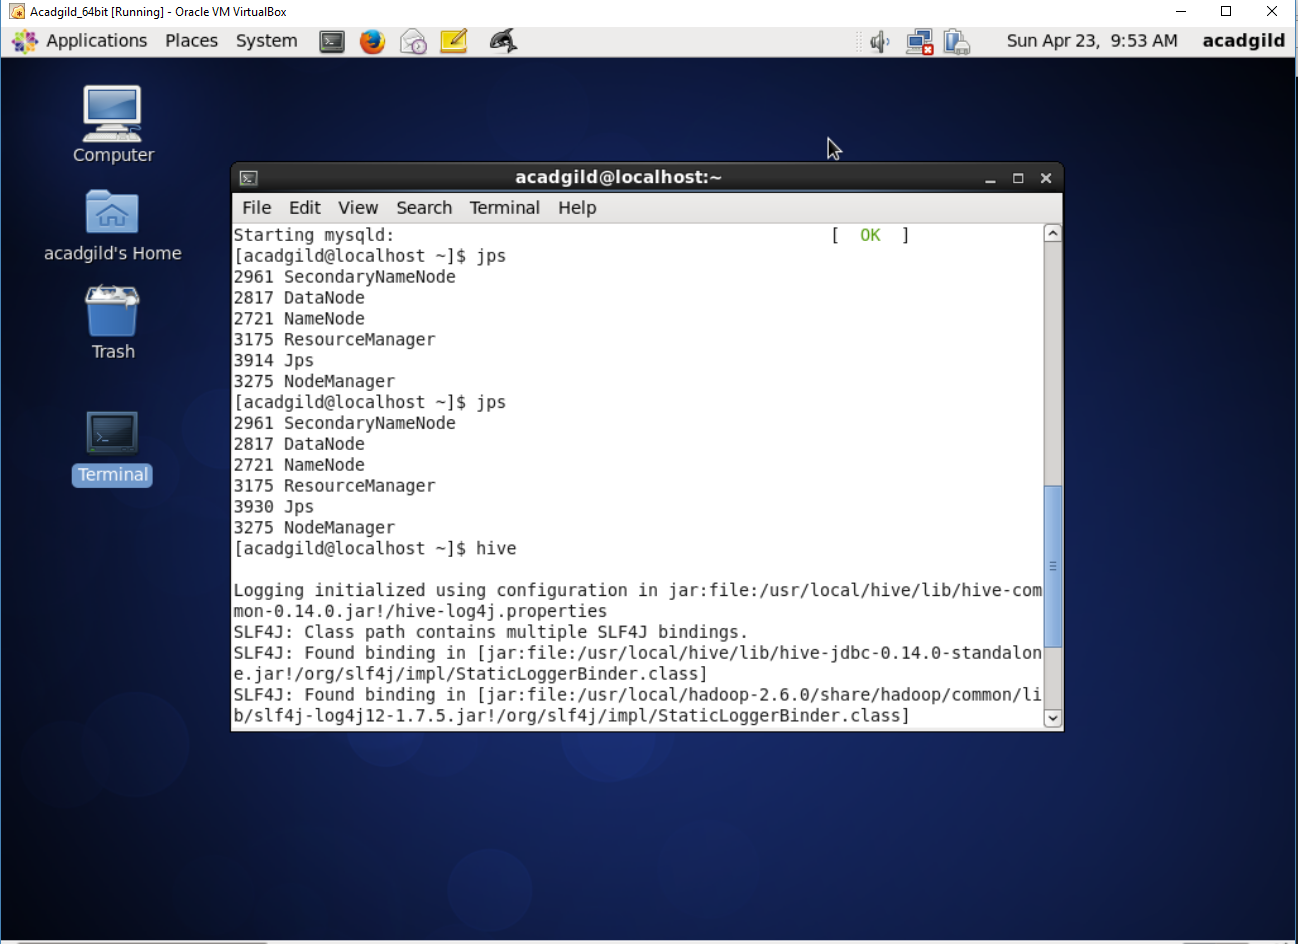 Acadgild_64bit [Running] - Oracle VM VirtualBox
Applications Places System Sun Apr 23, 9:53 AM acadgild
Computer
acadgild's Home
Trash
Terminal
acadgild@localhost:~
File Edit View Search Terminal Help
Starting mysqld: [ OK ]
[acadgild@localhost ~]$ jps
2961 SecondaryNameNode
2817 DataNode
2721 NameNode
3175 ResourceManager
3914 Jps
3275 NodeManager
[acadgild@localhost ~]$ jps
2961 SecondaryNameNode
2817 DataNode
2721 NameNode
3175 ResourceManager
3930 Jps
3275 NodeManager
[acadgild@localhost ~]$ hive
Logging initialized using configuration in jar:file:/usr/local/hive/lib/hive-com
mon-0.14.0.jar!/hive-log4j.properties
SLF4J: Class path contains multiple SLF4J bindings.
SLF4J: Found binding in [jar:file:/usr/local/hive/lib/hive-jdbc-0.14.0-standalon
e.jar!/org/slf4j/impl/StaticLoggerBinder.class]
SLF4J: Found binding in [jar:file:/usr/local/hadoop-2.6.0/share/hadoop/common/li
b/slf4j-log4j12-1.7.5.jar!/org/slf4j/impl/StaticLoggerBinder.class]